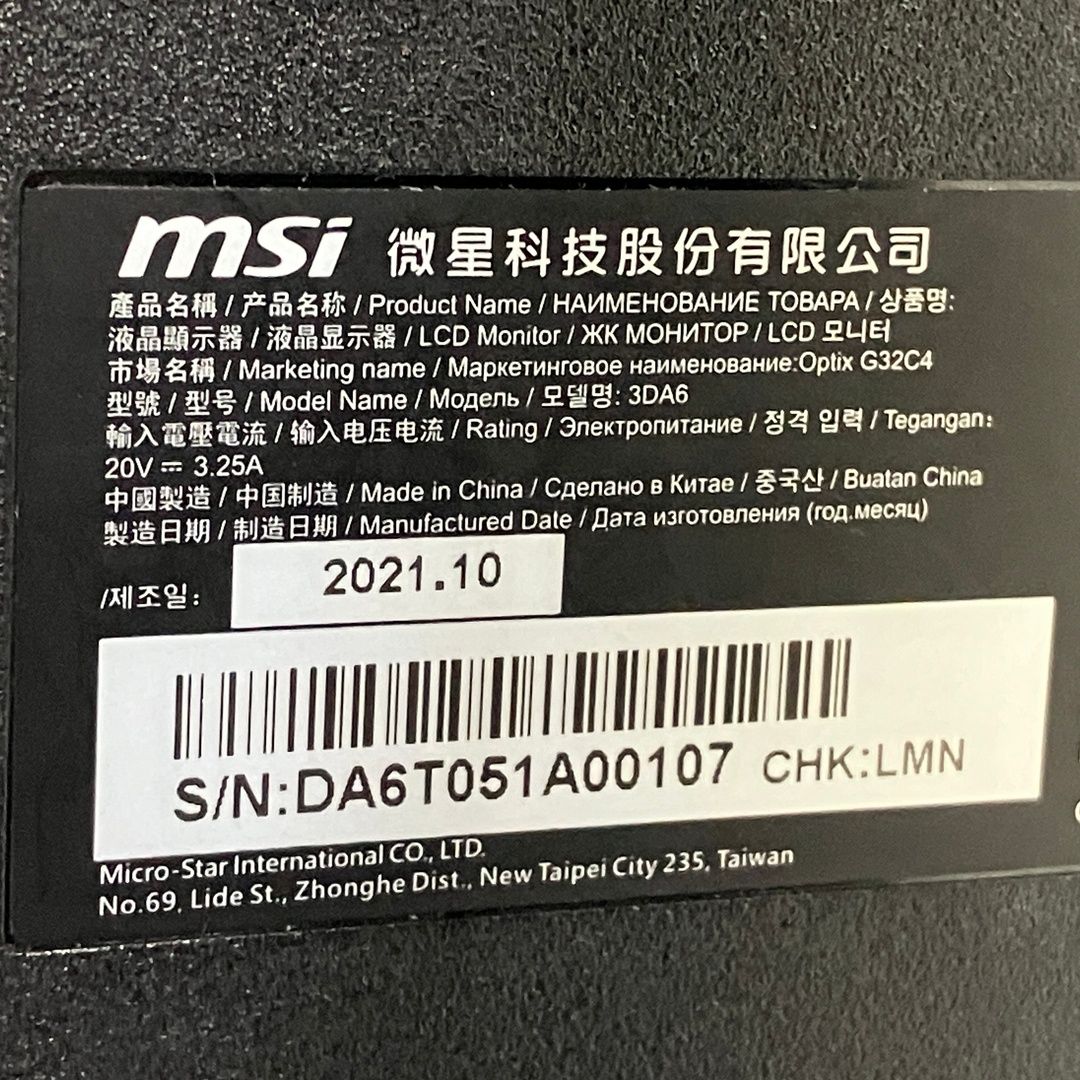 msi 微星科技股份有限公司
產品名稱 / 产品名称 / Product Name / НАИМЕНОВАНИЕ ТОВАРА / 상품명:
液晶顯示器 / 液晶显示器 / LCD Monitor / ЖК МОНИТОР / LCD 모니터
市場名稱 / Marketing name / Маркетинговое наименование:Optix G32C4
型號 / 型号 / Model Name / Модель / 모델명: 3DA6
輸入電壓電流 / 输入电压电流 / Rating / Электропитание / 정격 입력 / Tegangan:
20V ⎓ 3.25A
中國製造 / 中国制造 / Made in China / Сделано в Китае / 중국산 / Buatan China
製造日期 / 制造日期 / Manufactured Date / Дата изготовления (год.месяц)
/제조일: 2021.10
S/N:DA6T051A00107 CHK:LMN
Micro-Star International CO., LTD.
No.69, Lide St., Zhonghe Dist., New Taipei City 235, Taiwan